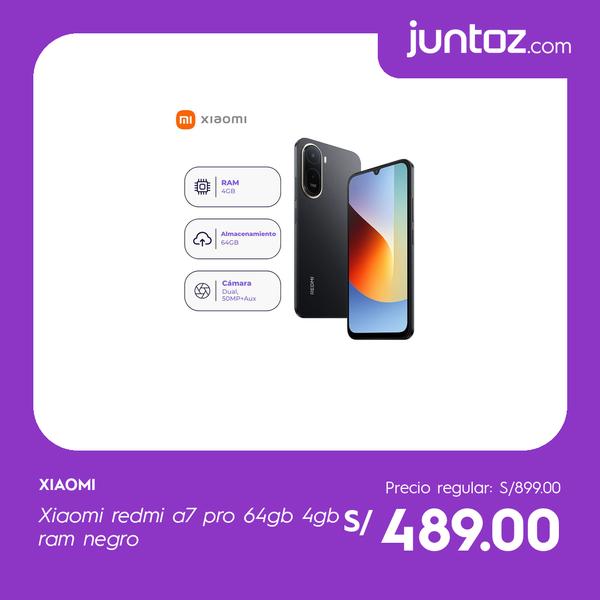 juntoz.com
mi xiaomi
RAM
4GB
Almacenamiento
64GB
Cámara
Dual,
50MP+Aux
REDMI
XIAOMI
Precio regular: S/899.00
Xiaomi redmi a7 pro 64gb 4gb
ram negro
S/ 489.00